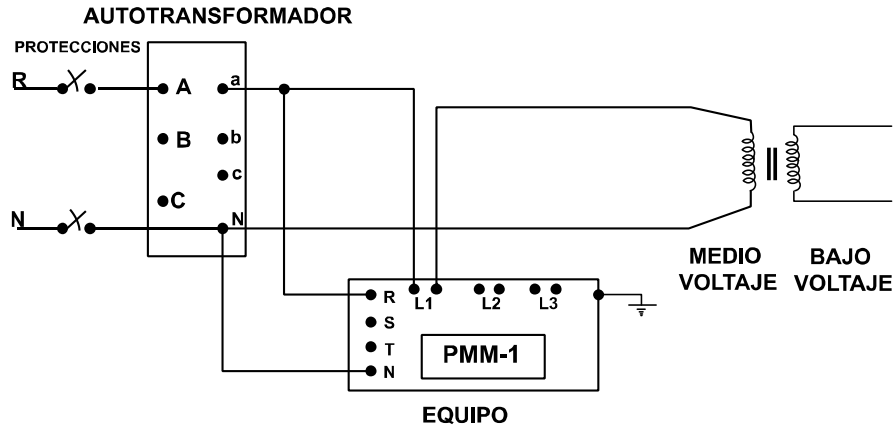 AUTOTRANSFORMADOR
PROTECCIONES
R
A
a
B
b
c
C
N
N
MEDIO VOLTAJE
BAJO VOLTAJE
R
L1
L2
L3
S
T
PMM-1
N
EQUIPO